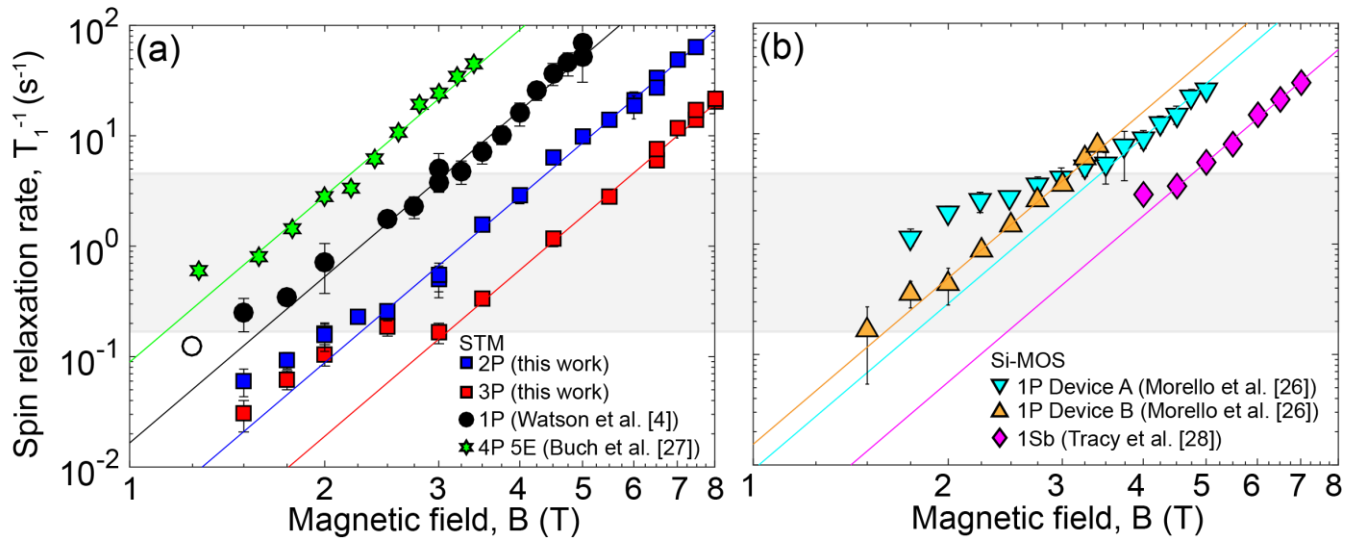 (a)
Spin relaxation rate, T₁⁻¹ (s⁻¹)
10²
10¹
10⁰
10⁻¹
10⁻²
STM
2P (this work)
3P (this work)
1P (Watson et al. [4])
4P 5E (Buch et al. [27])
1 2 3 4 5 6 7 8
Magnetic field, B (T)
(b)
Si-MOS
1P Device A (Morello et al. [26])
1P Device B (Morello et al. [26])
1Sb (Tracy et al. [28])
1 2 3 4 5 6 7 8
Magnetic field, B (T)